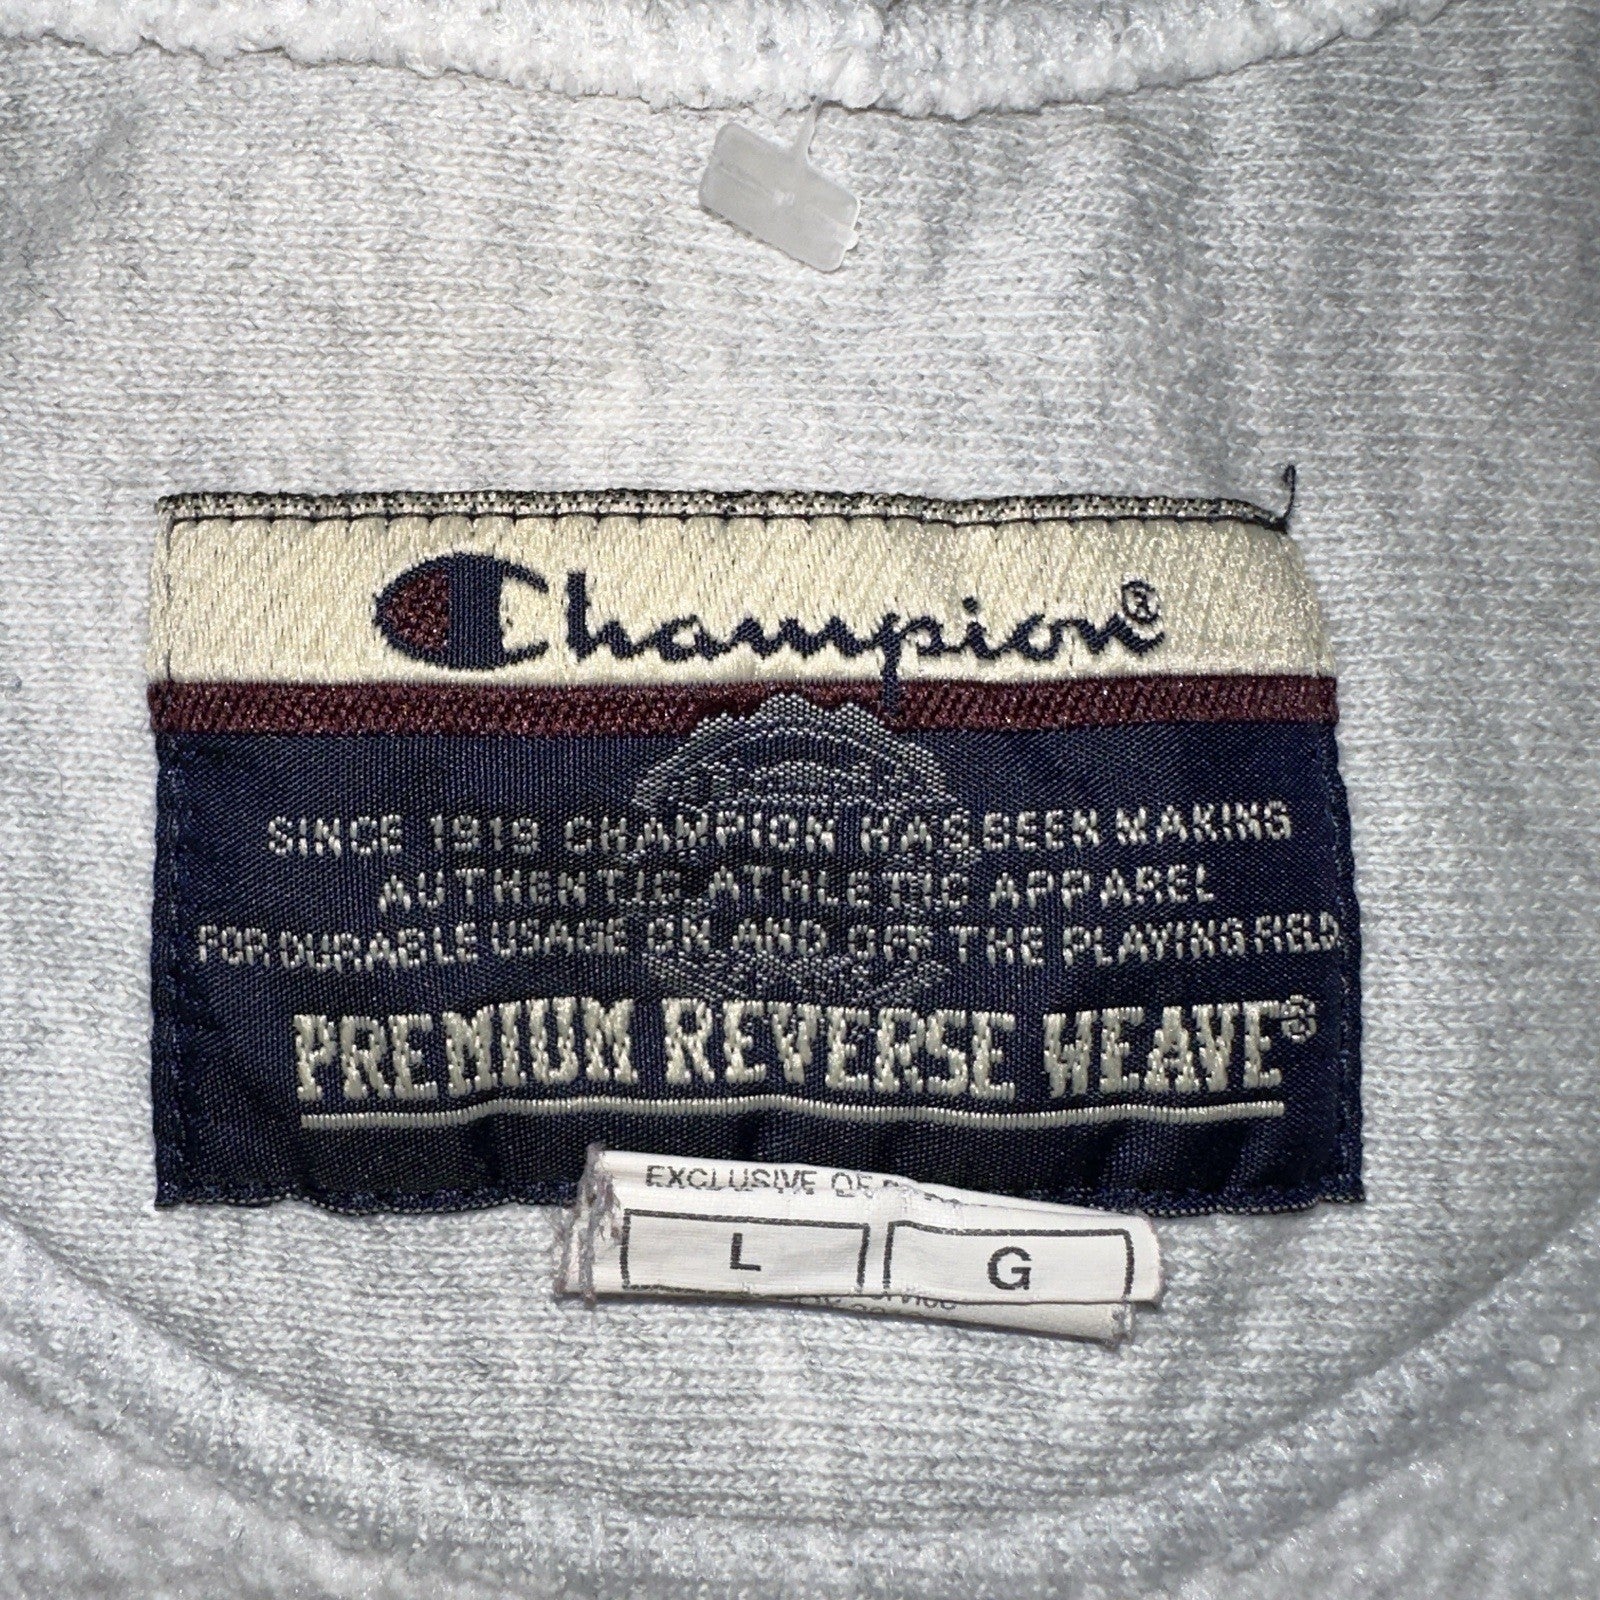 Champion®
SINCE 1919 CHAMPION HAS BEEN MAKING
AUTHENTIC ATHLETIC APPAREL
FOR DURABLE USAGE ON AND OFF THE PLAYING FIELD
PREMIUM REVERSE WEAVE®
EXCLUSIVE OF
L G